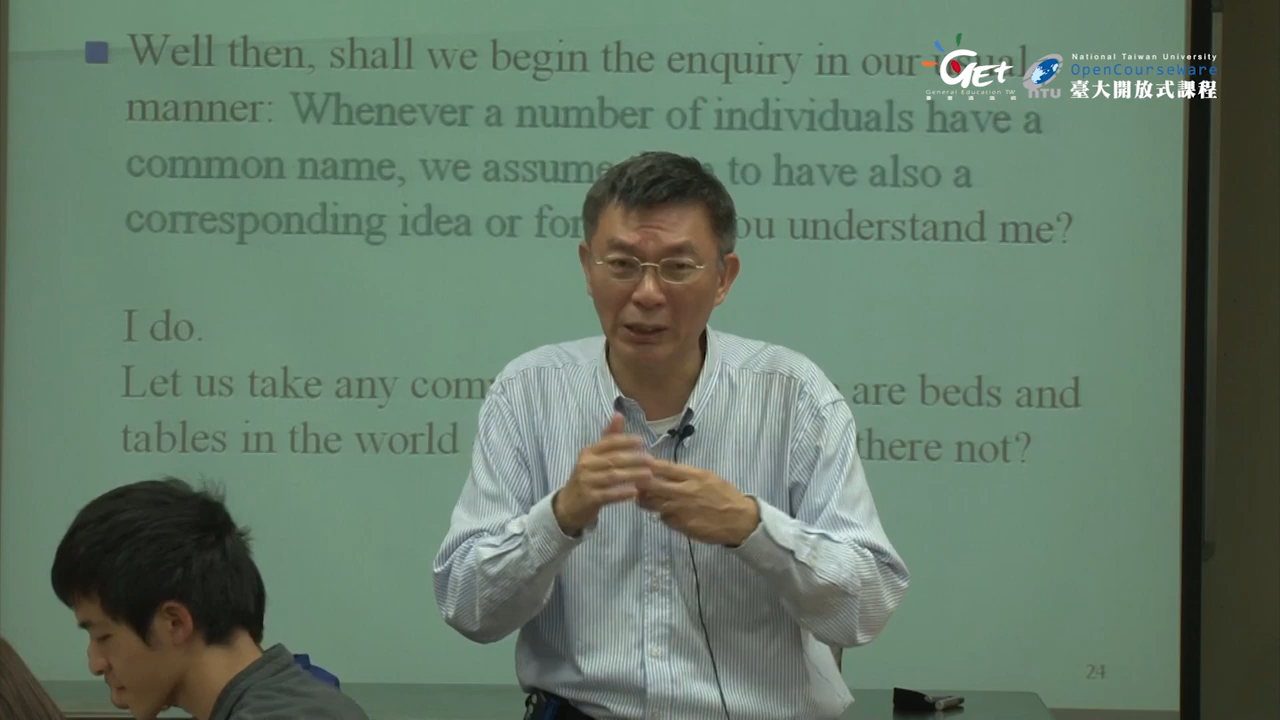 Well then, shall we begin the enquiry in our
manner: Whenever a number of individuals have a
common name, we assume to have also a
corresponding idea or you understand me?
I do.
Let us take any are beds and
tables in the world there not?
24
GET
General Education TW
NTU
National Taiwan University
OpenCourseWare
臺大開放式課程